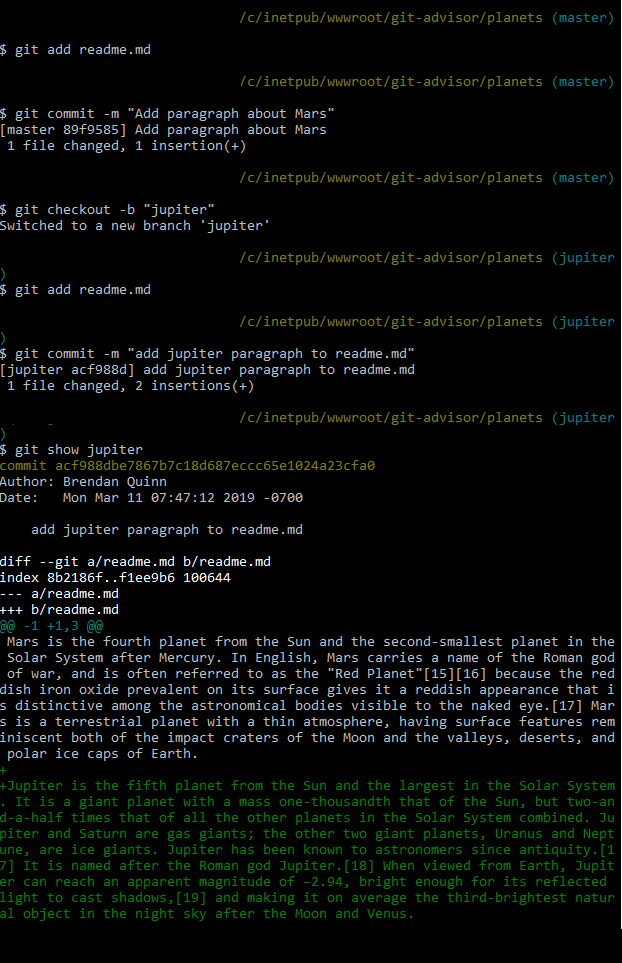 /c/inetpub/wwwroot/git-advisor/planets (master)
$ git add readme.md
/c/inetpub/wwwroot/git-advisor/planets (master)
$ git commit -m "Add paragraph about Mars"
[master 89f9585] Add paragraph about Mars
1 file changed, 1 insertion(+)
/c/inetpub/wwwroot/git-advisor/planets (master)
$ git checkout -b "jupiter"
Switched to a new branch 'jupiter'
/c/inetpub/wwwroot/git-advisor/planets (jupiter
)
$ git add readme.md
/c/inetpub/wwwroot/git-advisor/planets (jupiter
)
$ git commit -m "add jupiter paragraph to readme.md"
[jupiter acf988d] add jupiter paragraph to readme.md
1 file changed, 2 insertions(+)
/c/inetpub/wwwroot/git-advisor/planets (jupiter
)
$ git show jupiter
commit acf988dbe7867b7c18d687eccc65e1024a23cfa0
Author: Brendan Quinn
Date:   Mon Mar 11 07:47:12 2019 -0700
add jupiter paragraph to readme.md
diff --git a/readme.md b/readme.md
index 8b2186f..f1ee9b6 100644
--- a/readme.md
+++ b/readme.md
@@ -1 +1,3 @@
Mars is the fourth planet from the Sun and the second-smallest planet in the
Solar System after Mercury. In English, Mars carries a name of the Roman god
of war, and is often referred to as the "Red Planet"[15][16] because the red
dish iron oxide prevalent on its surface gives it a reddish appearance that i
s distinctive among the astronomical bodies visible to the naked eye.[17] Mar
s is a terrestrial planet with a thin atmosphere, having surface features rem
iniscent both of the impact craters of the Moon and the valleys, deserts, and
polar ice caps of Earth.
+
+Jupiter is the fifth planet from the Sun and the largest in the Solar System
. It is a giant planet with a mass one-thousandth that of the Sun, but two-an
d-a-half times that of all the other planets in the Solar System combined. Ju
piter and Saturn are gas giants; the other two giant planets, Uranus and Nept
une, are ice giants. Jupiter has been known to astronomers since antiquity.[1
7] It is named after the Roman god Jupiter.[18] When viewed from Earth, Jupit
er can reach an apparent magnitude of −2.94, bright enough for its reflected
light to cast shadows,[19] and making it on average the third-brightest natur
al object in the night sky after the Moon and Venus.